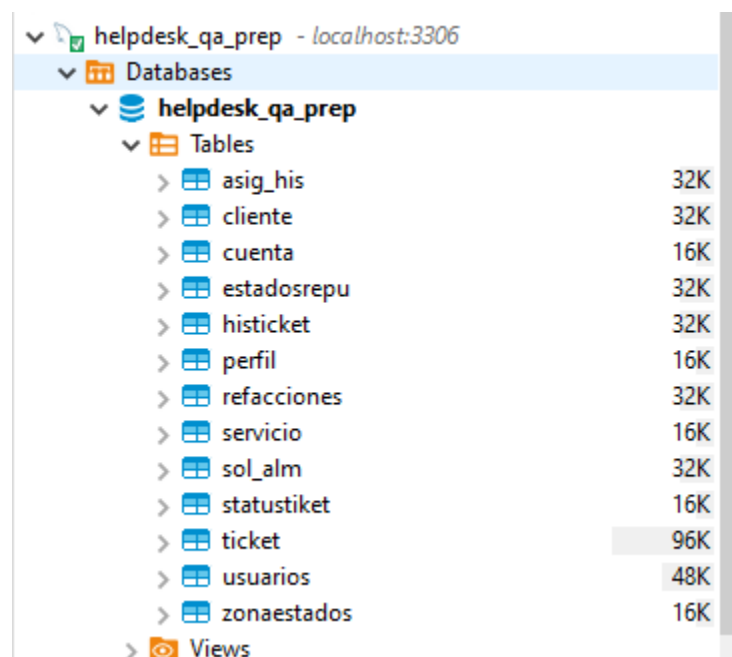 helpdesk_qa_prep - localhost:3306
Databases
helpdesk_qa_prep
Tables
asig_his 32K
cliente 32K
cuenta 16K
estadosrepu 32K
histicket 32K
perfil 16K
refacciones 32K
servicio 16K
sol_alm 32K
statustiket 16K
ticket 96K
usuarios 48K
zonaestados 16K
Views